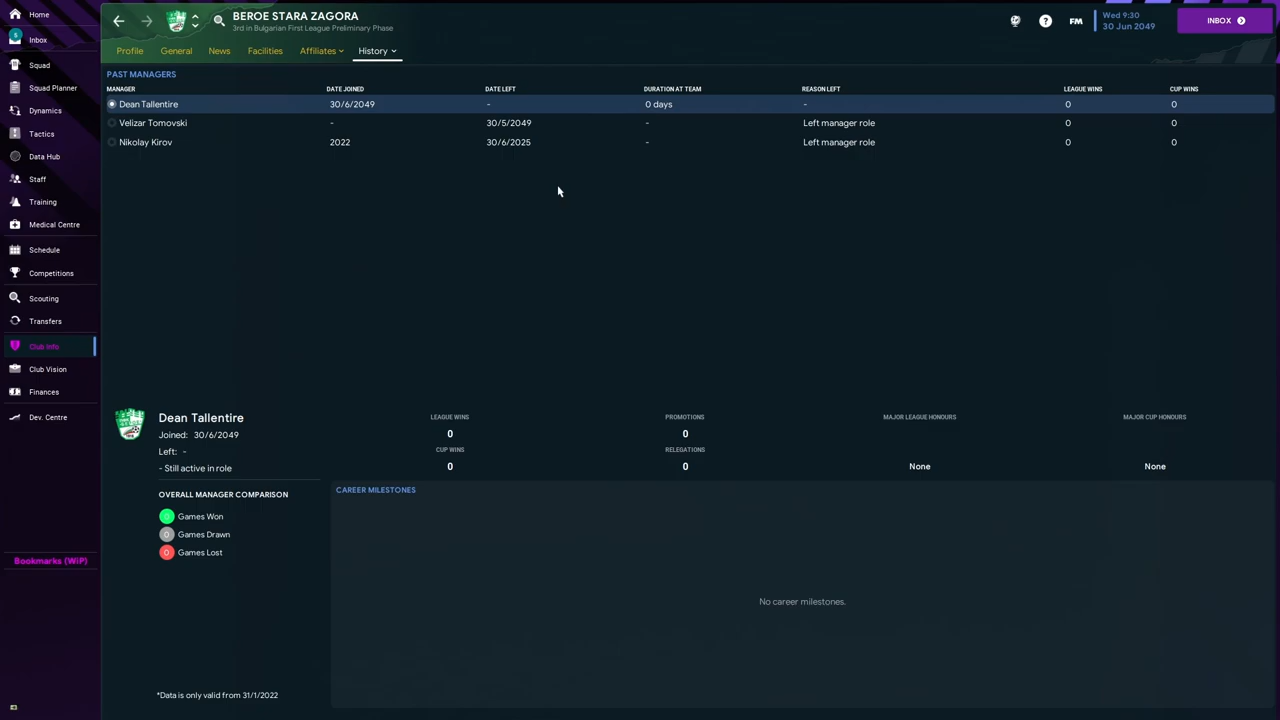 Home
Inbox
Squad
Squad Planner
Dynamics
Tactics
Data Hub
Staff
Training
Medical Centre
Schedule
Competitions
Scouting
Transfers
Club Info
Club Vision
Finances
Dev. Centre
Bookmarks (WiP)
BEROE STARA ZAGORA
3rd in Bulgarian First League Preliminary Phase
FM
Wed 9:30
30 Jun 2049
INBOX
Profile General News Facilities Affiliates History
PAST MANAGERS
MANAGER DATE JOINED DATE LEFT DURATION AT TEAM REASON LEFT LEAGUE WINS CUP WINS
Dean Tallentire 30/6/2049 - 0 days - 0 0
Velizar Tomovski - 30/5/2049 - Left manager role 0 0
Nikolay Kirov 2022 30/6/2025 - Left manager role 0 0
Dean Tallentire
Joined: 30/6/2049
Left: -
- Still active in role
LEAGUE WINS
0
CUP WINS
0
PROMOTIONS
0
RELEGATIONS
0
MAJOR LEAGUE HONOURS
None
MAJOR CUP HONOURS
None
OVERALL MANAGER COMPARISON
0 Games Won
0 Games Drawn
0 Games Lost
CAREER MILESTONES
No career milestones.
*Data is only valid from 31/1/2022